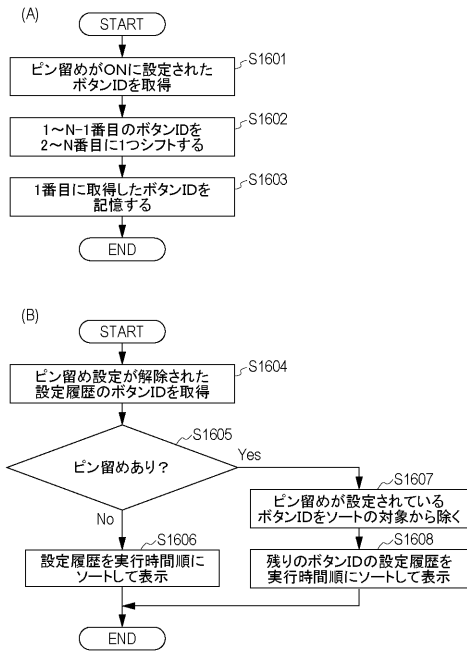 (A)
START
ピン留めがONに設定された
ボタンIDを取得
S1601
1～N-1番目のボタンIDを
2～N番目に1つシフトする
S1602
1番目に取得したボタンIDを
記憶する
S1603
END
(B)
START
ピン留め設定が解除された
設定履歴のボタンIDを取得
S1604
ピン留めあり？
S1605
Yes
No
S1607
ピン留めが設定されている
ボタンIDをソートの対象から除く
S1606
設定履歴を実行時間順に
ソートして表示
S1608
残りのボタンIDの設定履歴を
実行時間順にソートして表示
END